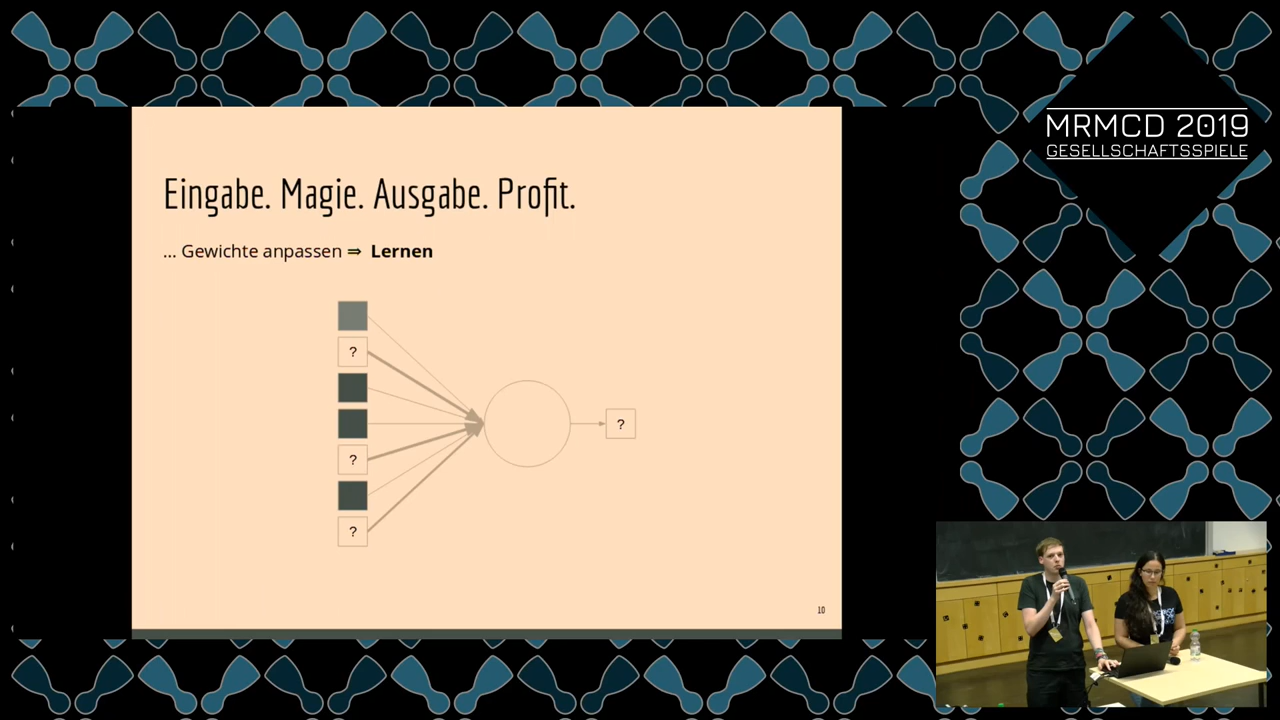 MRMCD 2019
GESELLSCHAFTSSPIELE
Eingabe. Magie. Ausgabe. Profit.
... Gewichte anpassen ⇒ Lernen
?
?
?
?
10